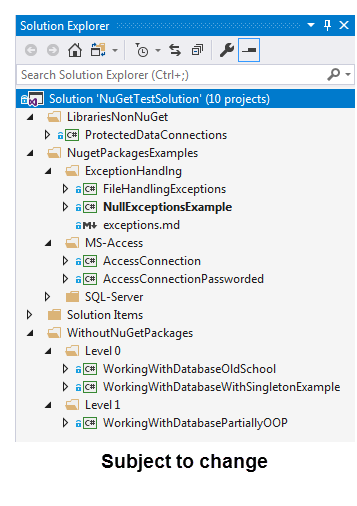 Solution Explorer
Search Solution Explorer (Ctrl+;)
Solution 'NuGetTestSolution' (10 projects)
LibrariesNonNuGet
C# ProtectedDataConnections
NugetPackagesExamples
ExceptionHandlng
C# FileHandlingExceptions
C# NullExceptionsExample
M exceptions.md
MS-Access
C# AccessConnection
C# AccessConnectionPassworded
SQL-Server
Solution Items
WithoutNuGetPackages
Level 0
C# WorkingWithDatabaseOldSchool
C# WorkingWithDatabaseWithSingletonExample
Level 1
C# WorkingWithDatabasePartiallyOOP
Subject to change